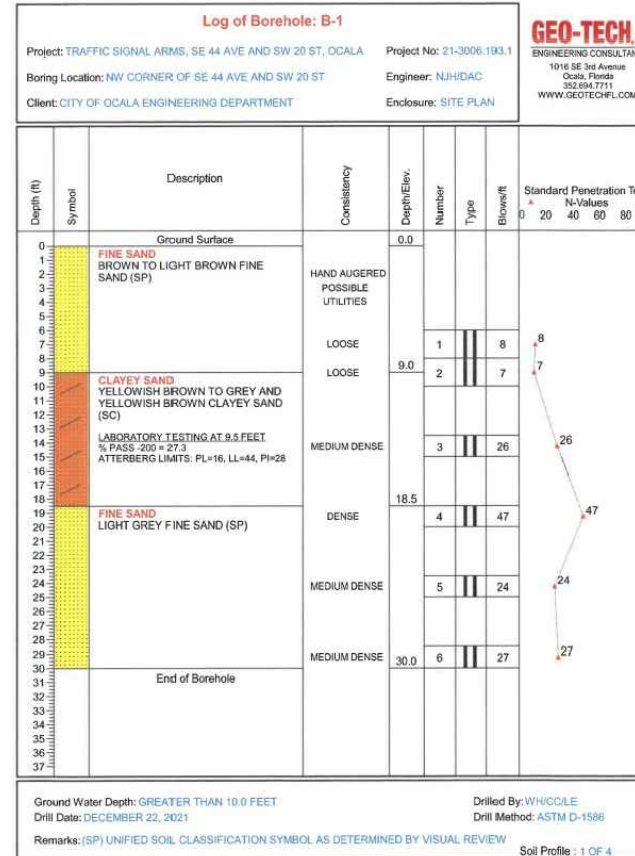 Log of Borehole: B-1
Project: TRAFFIC SIGNAL ARMS, SE 44 AVE AND SW 20 ST, OCALA
Project No: 21-3006.193.1
Boring Location: NW CORNER OF SE 44 AVE AND SW 20 ST
Engineer: NJH/DAC
Client: CITY OF OCALA ENGINEERING DEPARTMENT
Enclosure: SITE PLAN
GEO-TECH,
ENGINEERING CONSULTAN
1016 SE 3rd Avenue
Ocala, Florida
352.694.7711
WWW.GEOTECHFL.COM
Depth (ft)
Symbol
Description
Consistency
Depth/Elev.
Number
Type
Blows/ft
Standard Penetration Te
N-Values
0 20 40 60 80
Ground Surface 0.0
0
1
2
3
4
5
6
7
8
9
10
11
12
13
14
15
16
17
18
19
20
21
22
23
24
25
26
27
28
29
30
31
32
33
34
35
36
37
FINE SAND
BROWN TO LIGHT BROWN FINE
SAND (SP)
HAND AUGERED
POSSIBLE
UTILITIES
LOOSE 1 8 8
9.0
LOOSE 2 7 7
CLAYEY SAND
YELLOWISH BROWN TO GREY AND
YELLOWISH BROWN CLAYEY SAND
(SC)
LABORATORY TESTING AT 9.5 FEET
% PASS -200 = 27.3
ATTERBERG LIMITS: PL=16, LL=44, PI=28
MEDIUM DENSE 3 26 26
18.5
FINE SAND
LIGHT GREY FINE SAND (SP)
DENSE 4 47 47
MEDIUM DENSE 5 24 24
MEDIUM DENSE 30.0 6 27 27
End of Borehole
Ground Water Depth: GREATER THAN 10.0 FEET
Drilled By: WH/CC/LE
Drill Date: DECEMBER 22, 2021
Drill Method: ASTM D-1586
Remarks: (SP) UNIFIED SOIL CLASSIFICATION SYMBOL AS DETERMINED BY VISUAL REVIEW
Soil Profile : 1 OF 4